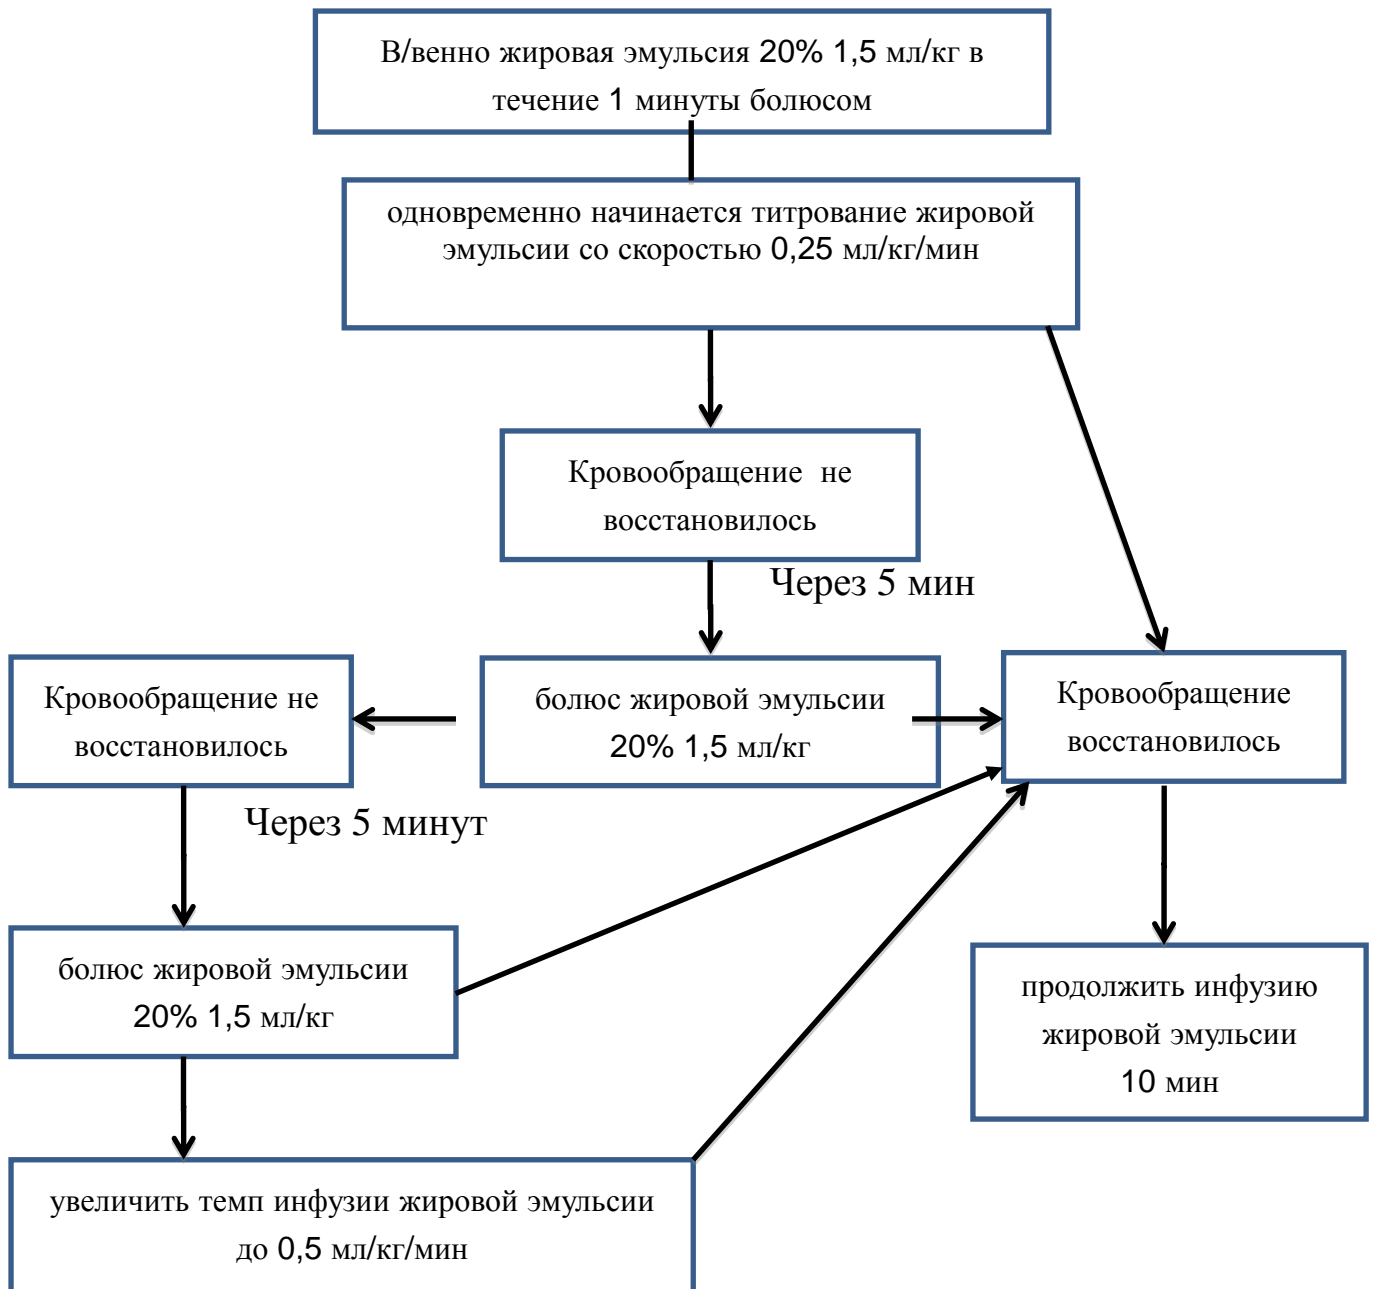 В/венно жировая эмульсия 20% 1,5 мл/кг в
течение 1 минуты болюсом
одновременно начинается титрование жировой
эмульсии со скоростью 0,25 мл/кг/мин
Кровообращение не
восстановилось
Через 5 мин
Кровообращение не
восстановилось
болюс жировой эмульсии
20% 1,5 мл/кг
Кровообращение
восстановилось
Через 5 минут
болюс жировой эмульсии
20% 1,5 мл/кг
продолжить инфузию
жировой эмульсии
10 мин
увеличить темп инфузии жировой эмульсии
до 0,5 мл/кг/мин